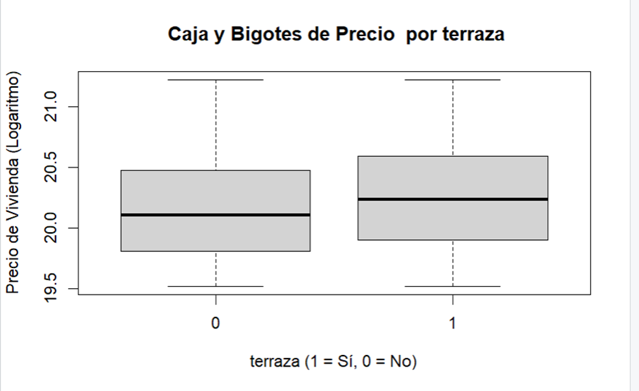 Caja y Bigotes de Precio  por terraza
Precio de Vivienda (Logaritmo)
21.0
20.5
20.0
19.5
0
1
terraza (1 = Sí, 0 = No)